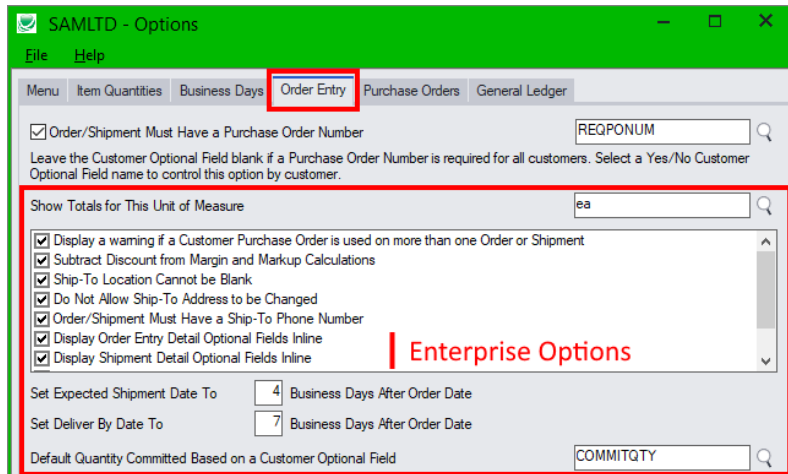 SAMLTD - Options
File Help
Menu Item Quantities Business Days Order Entry Purchase Orders General Ledger
Order/Shipment Must Have a Purchase Order Number REQPONUM
Leave the Customer Optional Field blank if a Purchase Order Number is required for all customers. Select a Yes/No Customer
Optional Field name to control this option by customer.
Show Totals for This Unit of Measure ea
Display a warning if a Customer Purchase Order is used on more than one Order or Shipment
Subtract Discount from Margin and Markup Calculations
Ship-To Location Cannot be Blank
Do Not Allow Ship-To Address to be Changed
Order/Shipment Must Have a Ship-To Phone Number
Display Order Entry Detail Optional Fields Inline
Display Shipment Detail Optional Fields Inline
Enterprise Options
Set Expected Shipment Date To 4 Business Days After Order Date
Set Deliver By Date To 7 Business Days After Order Date
Default Quantity Committed Based on a Customer Optional Field COMMITQTY